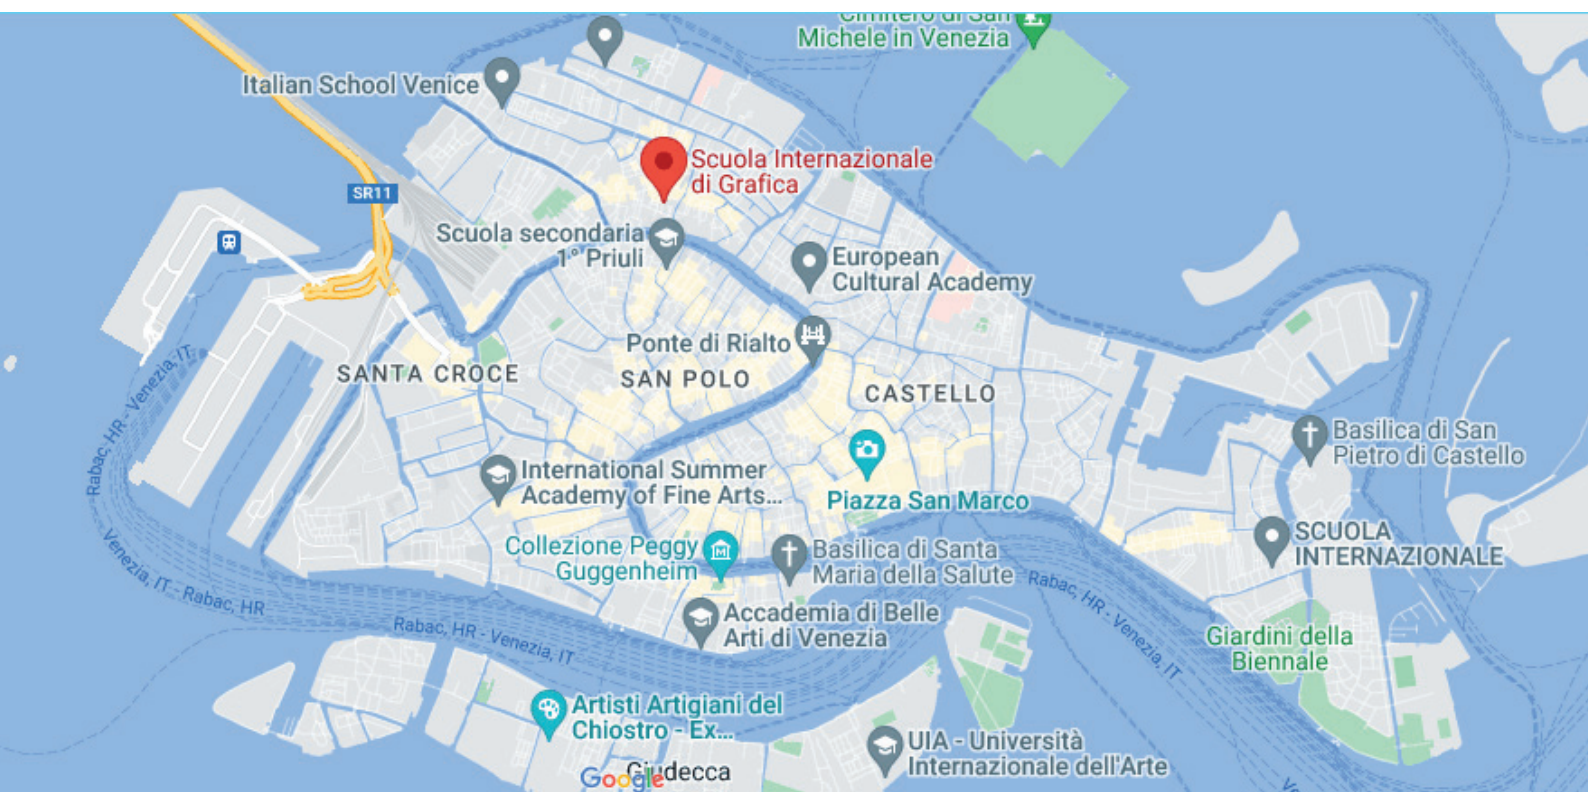 Cimitero di San
Michele in Venezia
Italian School Venice
Scuola Internazionale
di Grafica
SR11
Scuola secondaria
1° Priuli
European
Cultural Academy
Ponte di Rialto
SANTA CROCE
SAN POLO
CASTELLO
Rabac, HR - Venezia, IT
Basilica di San
Pietro di Castello
International Summer
Academy of Fine Arts...
Piazza San Marco
SCUOLA
INTERNAZIONALE
Collezione Peggy
Guggenheim
Basilica di Santa
Maria della Salute
Venezia, IT - Rabac, HR
Rabac, HR - Venezia, IT
Accademia di Belle
Arti di Venezia
Rabac, HR - Venezia, IT
Giardini della
Biennale
Artisti Artigiani del
Chiostro - Ex...
UIA - Università
Internazionale dell'Arte
Giudecca
Google